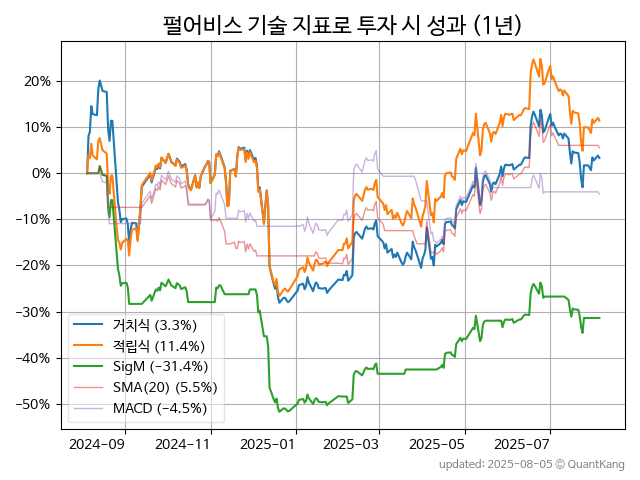 펄어비스 기술 지표로 투자 시 성과 (1년)
20%
10%
0%
−10%
−20%
−30%
−40%
−50%
거치식 (3.3%)
적립식 (11.4%)
SigM (−31.4%)
SMA(20) (5.5%)
MACD (−4.5%)
2024-09
2024-11
2025-01
2025-03
2025-05
2025-07
updated: 2025-08-05 ⓒ QuantKang